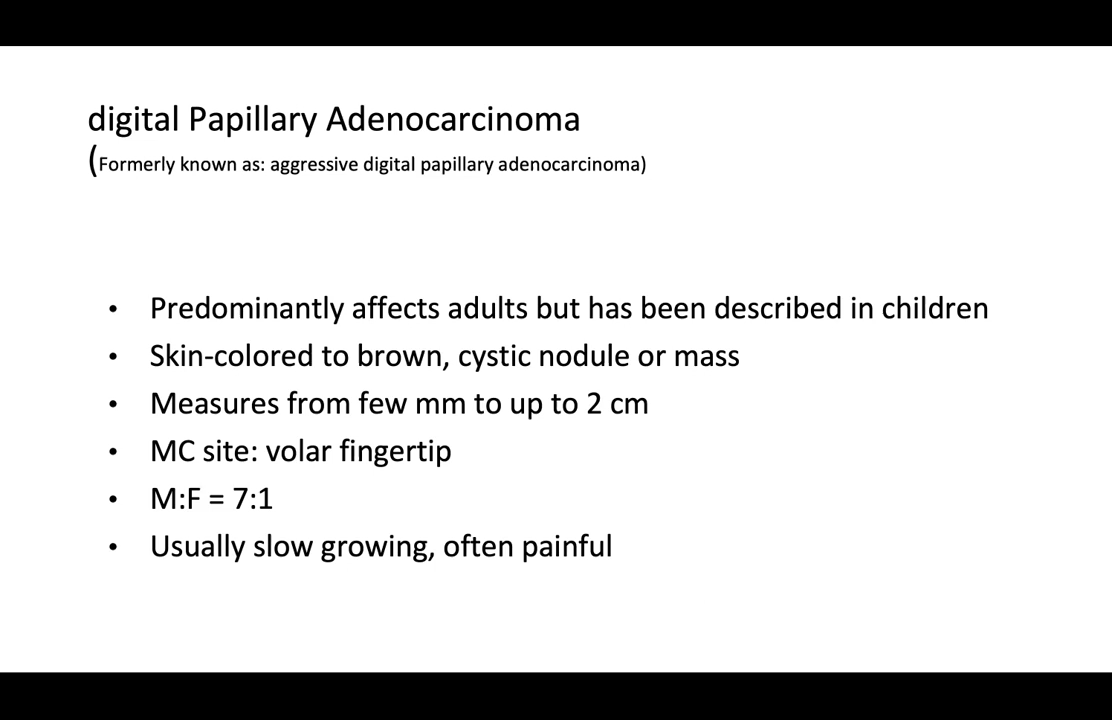 digital Papillary Adenocarcinoma
(Formerly known as: aggressive digital papillary adenocarcinoma)
• Predominantly affects adults but has been described in children
• Skin-colored to brown, cystic nodule or mass
• Measures from few mm to up to 2 cm
• MC site: volar fingertip
• M:F = 7:1
• Usually slow growing, often painful